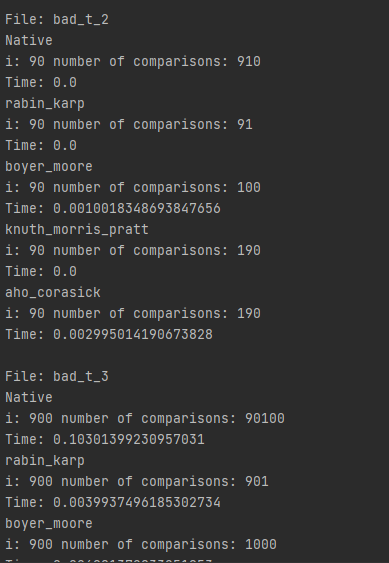 File: bad_t_2
Native
i: 90 number of comparisons: 910
Time: 0.0
rabin_karp
i: 90 number of comparisons: 91
Time: 0.0
boyer_moore
i: 90 number of comparisons: 100
Time: 0.0010018348693847656
knuth_morris_pratt
i: 90 number of comparisons: 190
Time: 0.0
aho_corasick
i: 90 number of comparisons: 190
Time: 0.002995014190673828
File: bad_t_3
Native
i: 900 number of comparisons: 90100
Time: 0.10301399230957031
rabin_karp
i: 900 number of comparisons: 901
Time: 0.0039937496185302734
boyer_moore
i: 900 number of comparisons: 1000